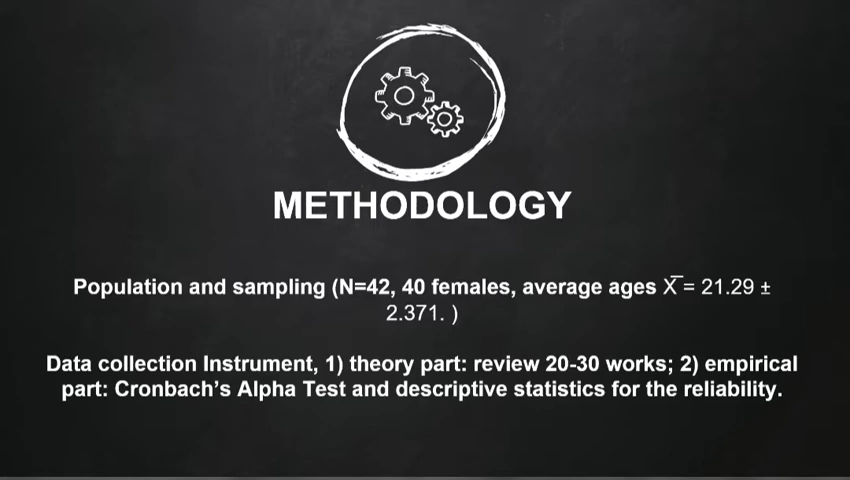 METHODOLOGY
Population and sampling (N=42, 40 females, average ages X̅ = 21.29 ±
2.371. )
Data collection Instrument, 1) theory part: review 20-30 works; 2) empirical
part: Cronbach’s Alpha Test and descriptive statistics for the reliability.